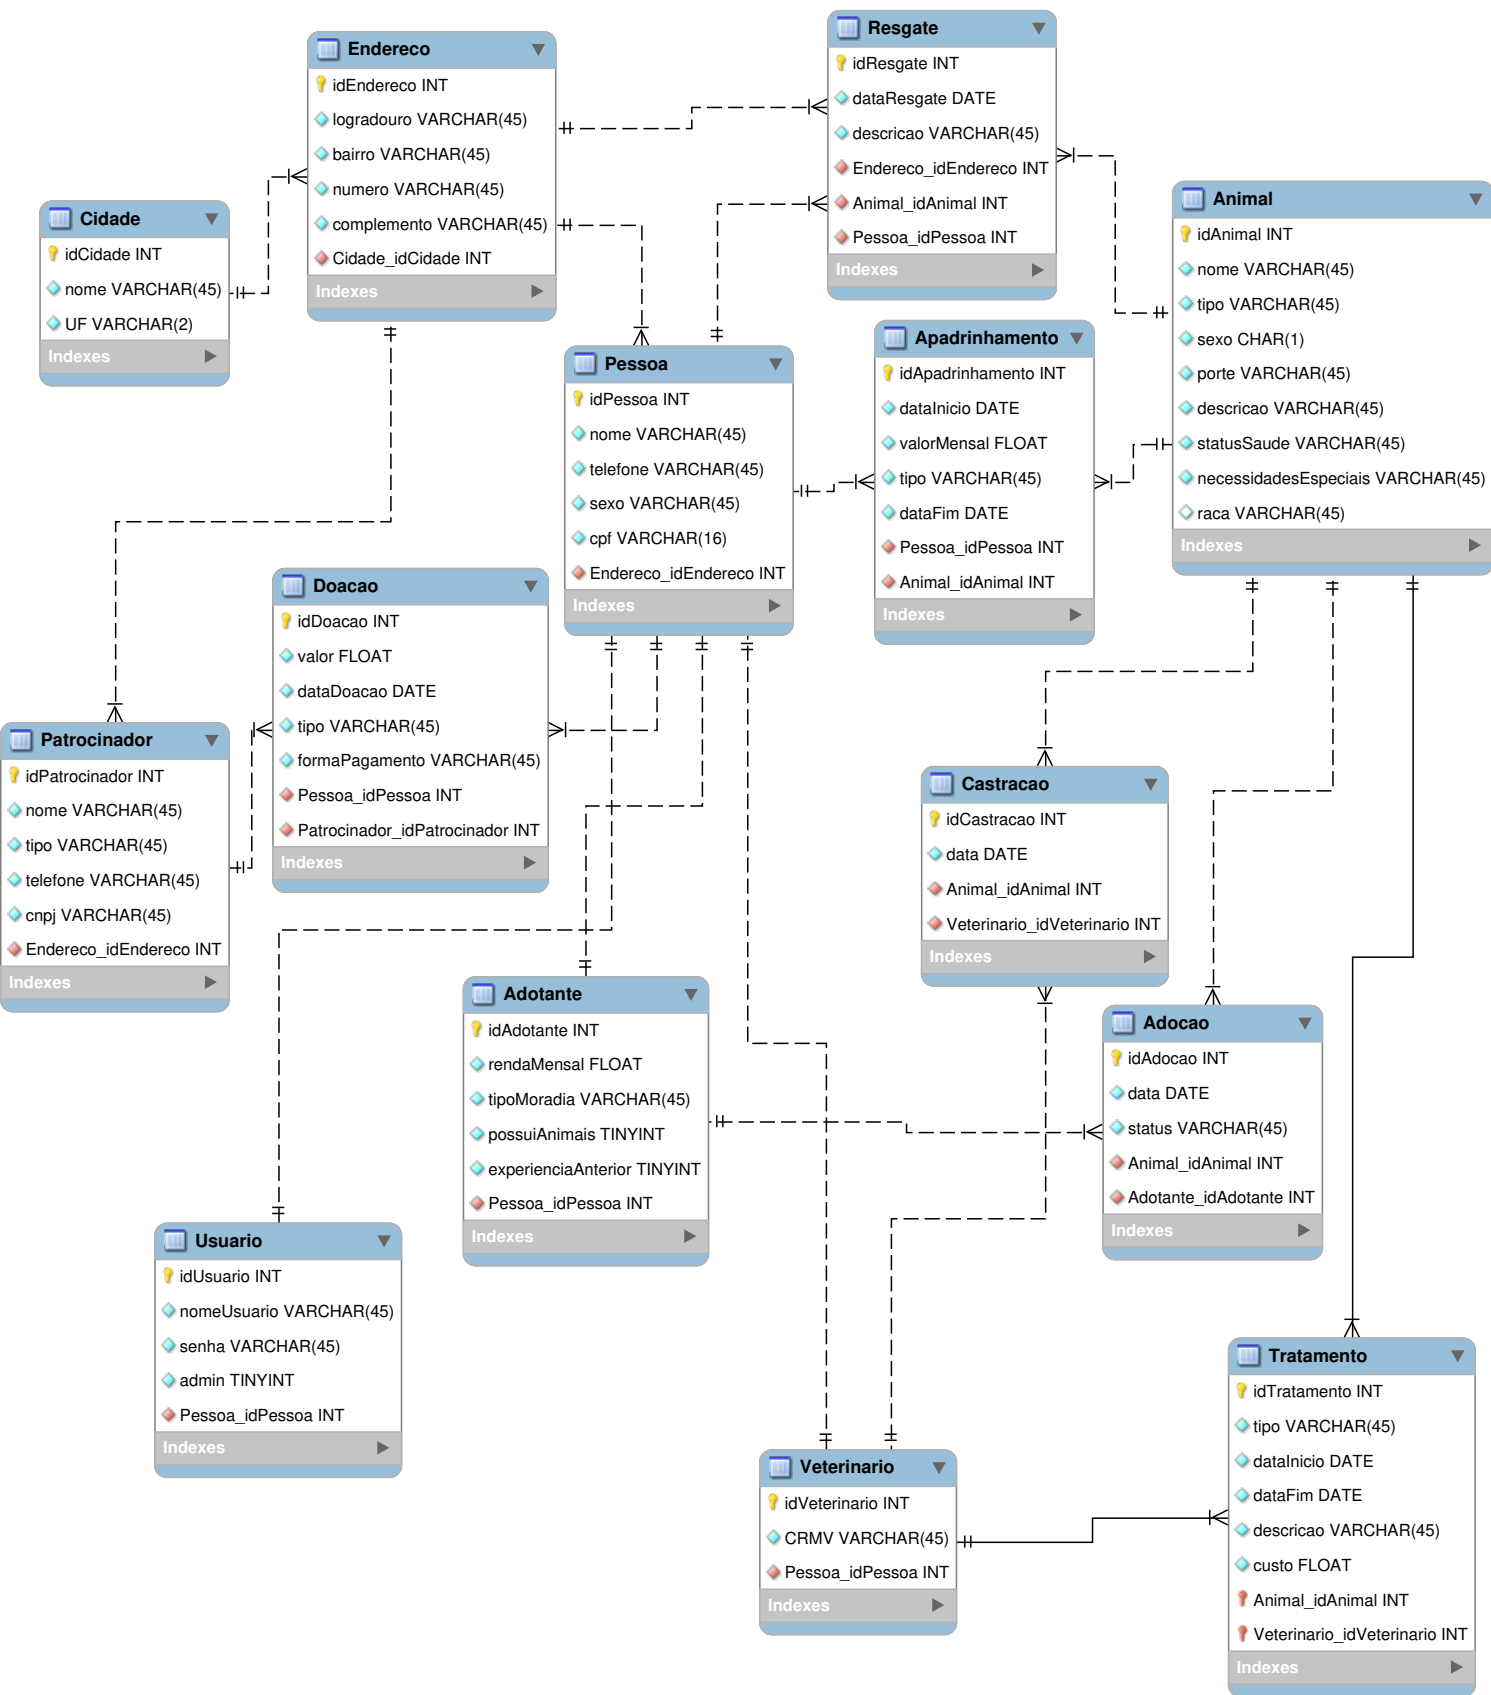 Endereco
idEndereco INT
logradouro VARCHAR(45)
bairro VARCHAR(45)
numero VARCHAR(45)
complemento VARCHAR(45)
Cidade_idCidade INT
Indexes
Resgate
idResgate INT
dataResgate DATE
descricao VARCHAR(45)
Endereco_idEndereco INT
Animal_idAnimal INT
Pessoa_idPessoa INT
Indexes
Cidade
idCidade INT
nome VARCHAR(45)
UF VARCHAR(2)
Indexes
Animal
idAnimal INT
nome VARCHAR(45)
tipo VARCHAR(45)
sexo CHAR(1)
porte VARCHAR(45)
descricao VARCHAR(45)
statusSaude VARCHAR(45)
necessidadesEspeciais VARCHAR(45)
raca VARCHAR(45)
Indexes
Pessoa
idPessoa INT
nome VARCHAR(45)
telefone VARCHAR(45)
sexo VARCHAR(45)
cpf VARCHAR(16)
Endereco_idEndereco INT
Indexes
Apadrinhamento
idApadrinhamento INT
dataInicio DATE
valorMensal FLOAT
tipo VARCHAR(45)
dataFim DATE
Pessoa_idPessoa INT
Animal_idAnimal INT
Indexes
Doacao
idDoacao INT
valor FLOAT
dataDoacao DATE
tipo VARCHAR(45)
formaPagamento VARCHAR(45)
Pessoa_idPessoa INT
Patrocinador_idPatrocinador INT
Indexes
Patrocinador
idPatrocinador INT
nome VARCHAR(45)
tipo VARCHAR(45)
telefone VARCHAR(45)
cnpj VARCHAR(45)
Endereco_idEndereco INT
Indexes
Castracao
idCastracao INT
data DATE
Animal_idAnimal INT
Veterinario_idVeterinario INT
Indexes
Adotante
idAdotante INT
rendaMensal FLOAT
tipoMoradia VARCHAR(45)
possuiAnimais TINYINT
experienciaAnterior TINYINT
Pessoa_idPessoa INT
Indexes
Adocao
idAdocao INT
data DATE
status VARCHAR(45)
Animal_idAnimal INT
Adotante_idAdotante INT
Indexes
Usuario
idUsuario INT
nomeUsuario VARCHAR(45)
senha VARCHAR(45)
admin TINYINT
Pessoa_idPessoa INT
Indexes
Veterinario
idVeterinario INT
CRMV VARCHAR(45)
Pessoa_idPessoa INT
Indexes
Tratamento
idTratamento INT
tipo VARCHAR(45)
dataInicio DATE
dataFim DATE
descricao VARCHAR(45)
custo FLOAT
Animal_idAnimal INT
Veterinario_idVeterinario INT
Indexes